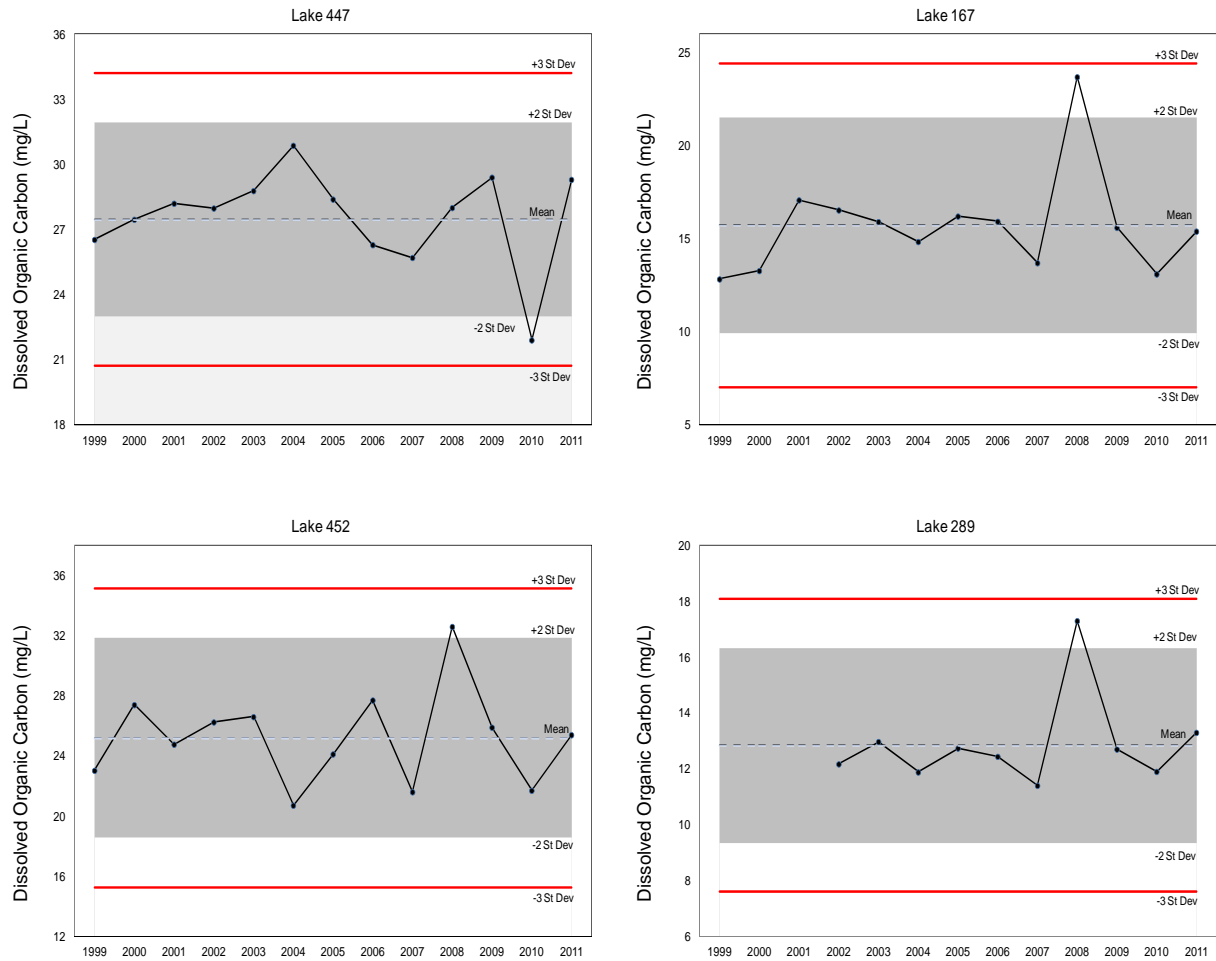 Lake 447
Dissolved Organic Carbon (mg/L)
36
33
30
27
24
21
18
+3 St Dev
+2 St Dev
Mean
-2 St Dev
-3 St Dev
1999 2000 2001 2002 2003 2004 2005 2006 2007 2008 2009 2010 2011
Lake 167
Dissolved Organic Carbon (mg/L)
25
20
15
10
5
+3 St Dev
+2 St Dev
Mean
-2 St Dev
-3 St Dev
1999 2000 2001 2002 2003 2004 2005 2006 2007 2008 2009 2010 2011
Lake 452
Dissolved Organic Carbon (mg/L)
36
32
28
24
20
16
12
+3 St Dev
+2 St Dev
Mean
-2 St Dev
-3 St Dev
1999 2000 2001 2002 2003 2004 2005 2006 2007 2008 2009 2010 2011
Lake 289
Dissolved Organic Carbon (mg/L)
20
18
16
14
12
10
8
6
+3 St Dev
+2 St Dev
Mean
-2 St Dev
-3 St Dev
1999 2000 2001 2002 2003 2004 2005 2006 2007 2008 2009 2010 2011